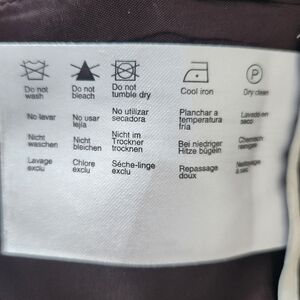 P
Do not wash
Do not bleach
Do not tumble dry
Cool iron
Dry clean
No lavar
No usar lejía
No utilizar secadora
Planchar a temperatura fría
Lavado en seco
Nicht waschen
Nicht bleichen
Nicht im Trockner trocknen
Bei niedriger Hitze bügeln
Chemisch reinigen
Lavage exclu
Chlore exclu
Sèche-linge exclu
Repassage doux
Nettoyage à sec